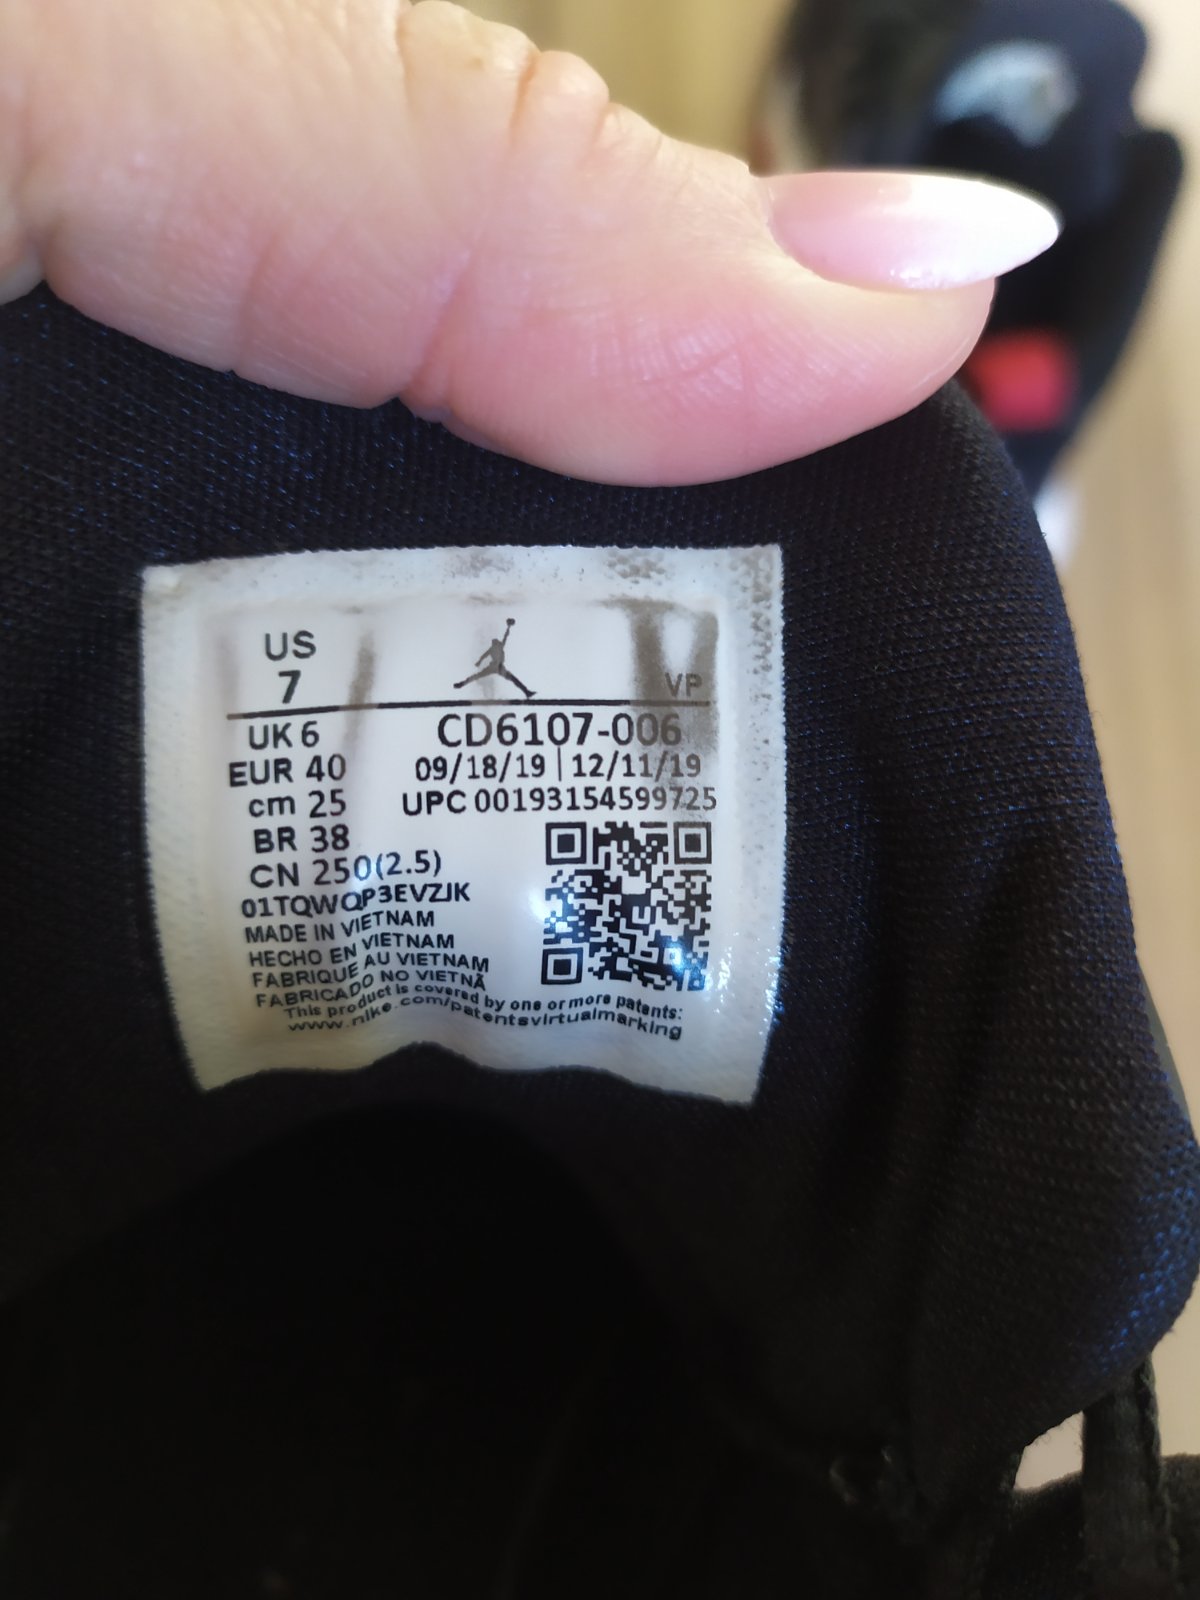 US
7
VP
UK 6
CD6107-006
EUR 40
09/18/19 | 12/11/19
cm 25
UPC 00193154599725
BR 38
CN 250(2.5)
01TQWQP3EVZJK
MADE IN VIETNAM
HECHO EN VIETNAM
FABRIQUE AU VIETNAM
FABRICADO NO VIETNÃ
This product is covered by one or more patents:
www.nike.com/patentsvirtualmarking